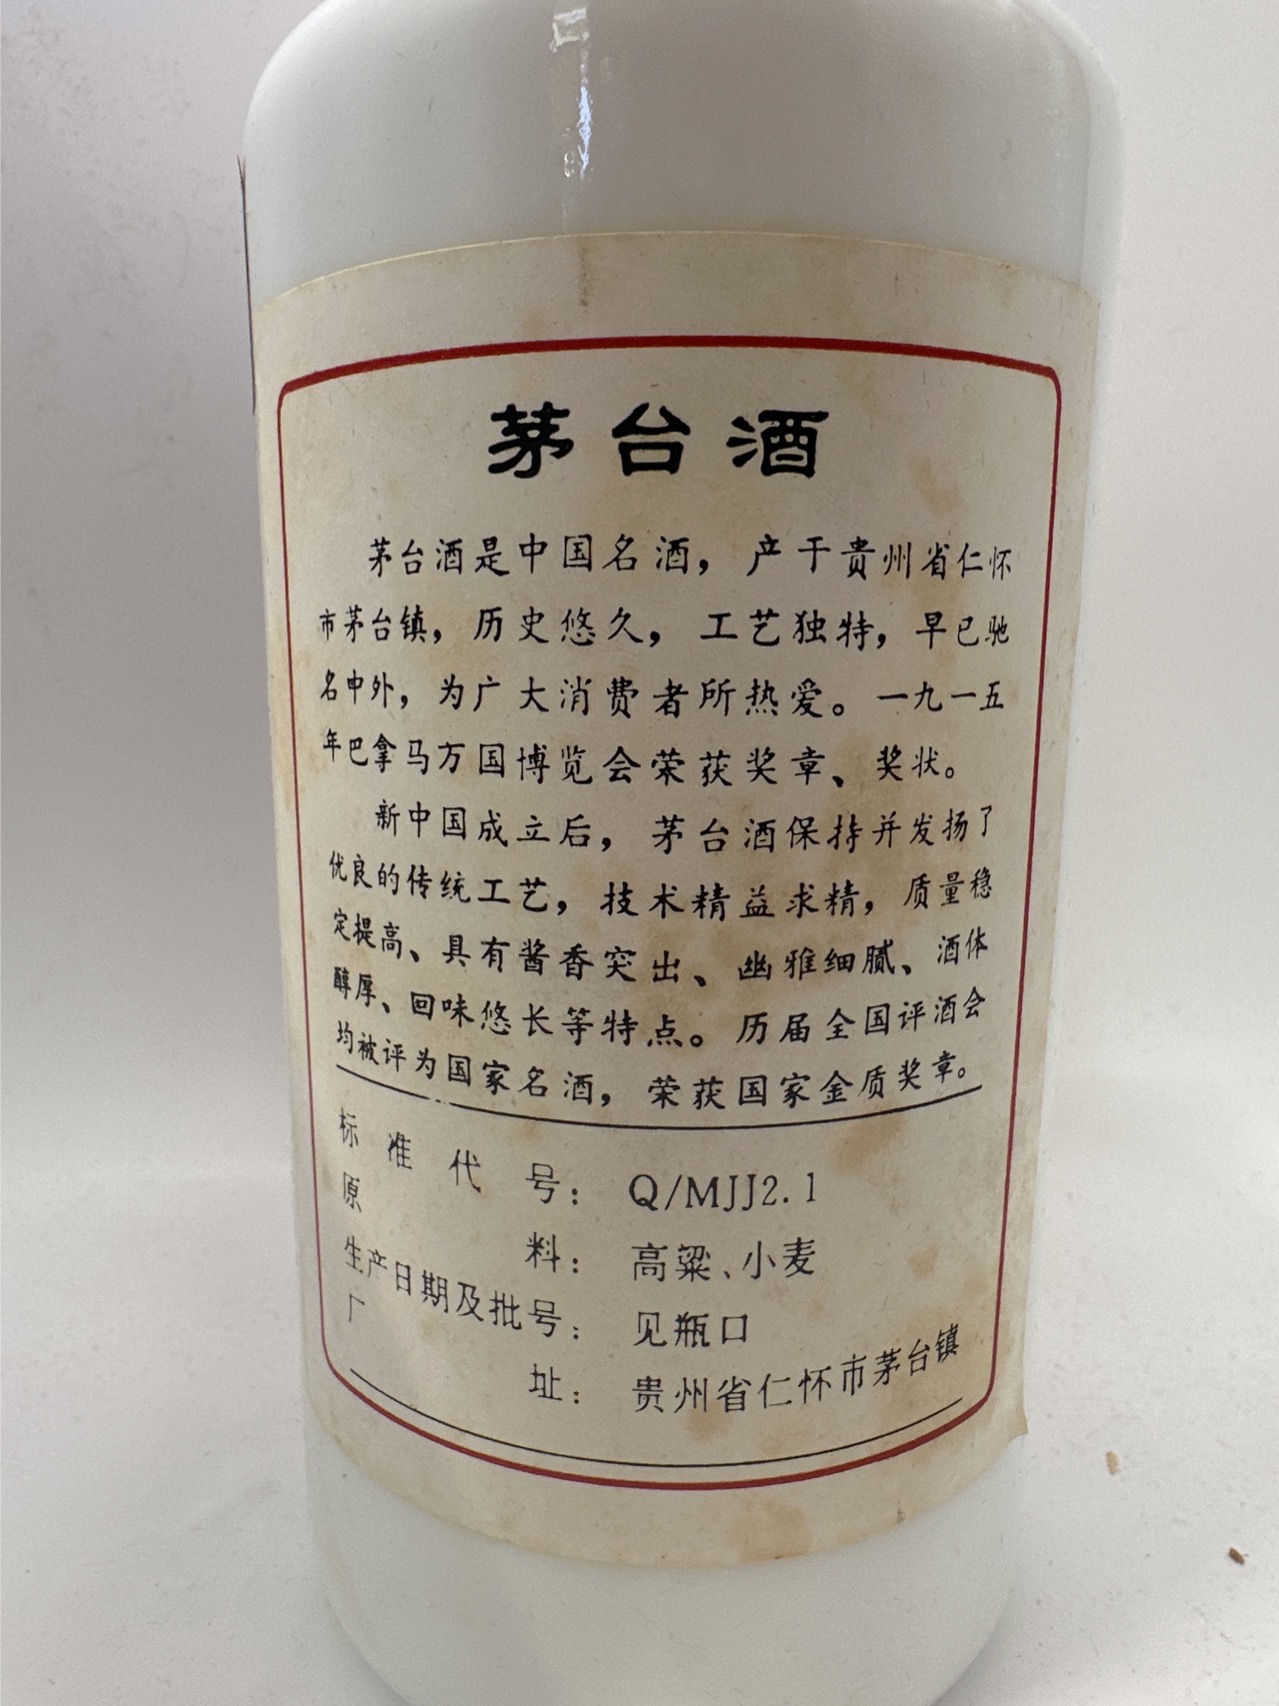 茅台酒
茅台酒是中国名酒，产于贵州省仁怀
市茅台镇，历史悠久，工艺独特，早已驰
名中外，为广大消费者所热爱。一九一五
年巴拿马万国博览会荣获奖章、奖状。
新中国成立后，茅台酒保持并发扬了
优良的传统工艺，技术精益求精，质量稳
定提高、具有酱香突出、幽雅细腻、酒体
醇厚、回味悠长等特点。历届全国评酒会
均被评为国家名酒，荣获国家金质奖章。
标准代号：Q/MJJ2.1
原料：高粱、小麦
生产日期及批号：见瓶口
厂址：贵州省仁怀市茅台镇